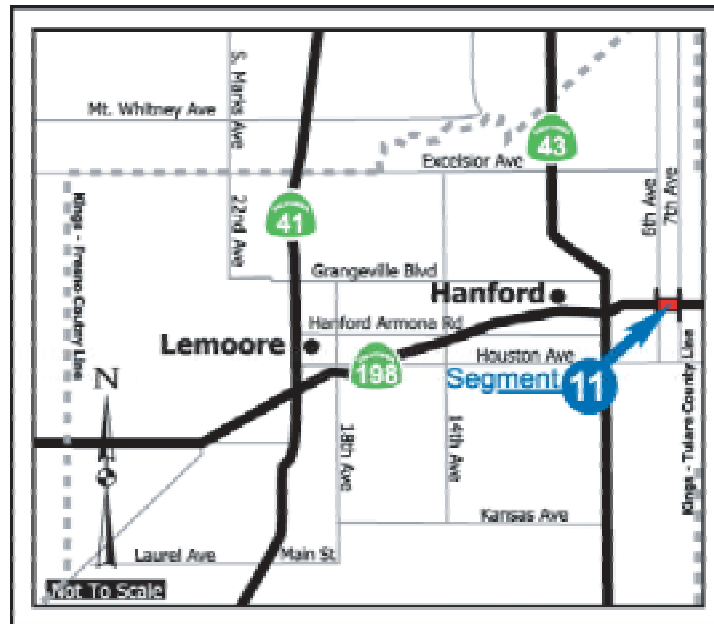 S. Marks Ave
Mt. Whitney Ave
43
Excelsior Ave
6th Ave
7th Ave
22nd Ave
41
Kings - Fresno County Line
Grangeville Blvd
Hanford
Hanford Armona Rd
Lemoore
Houston Ave
198
Segment 11
N
18th Ave
14th Ave
Kings - Tulare County Line
Kansas Ave
Laurel Ave
Main St.
Not To Scale